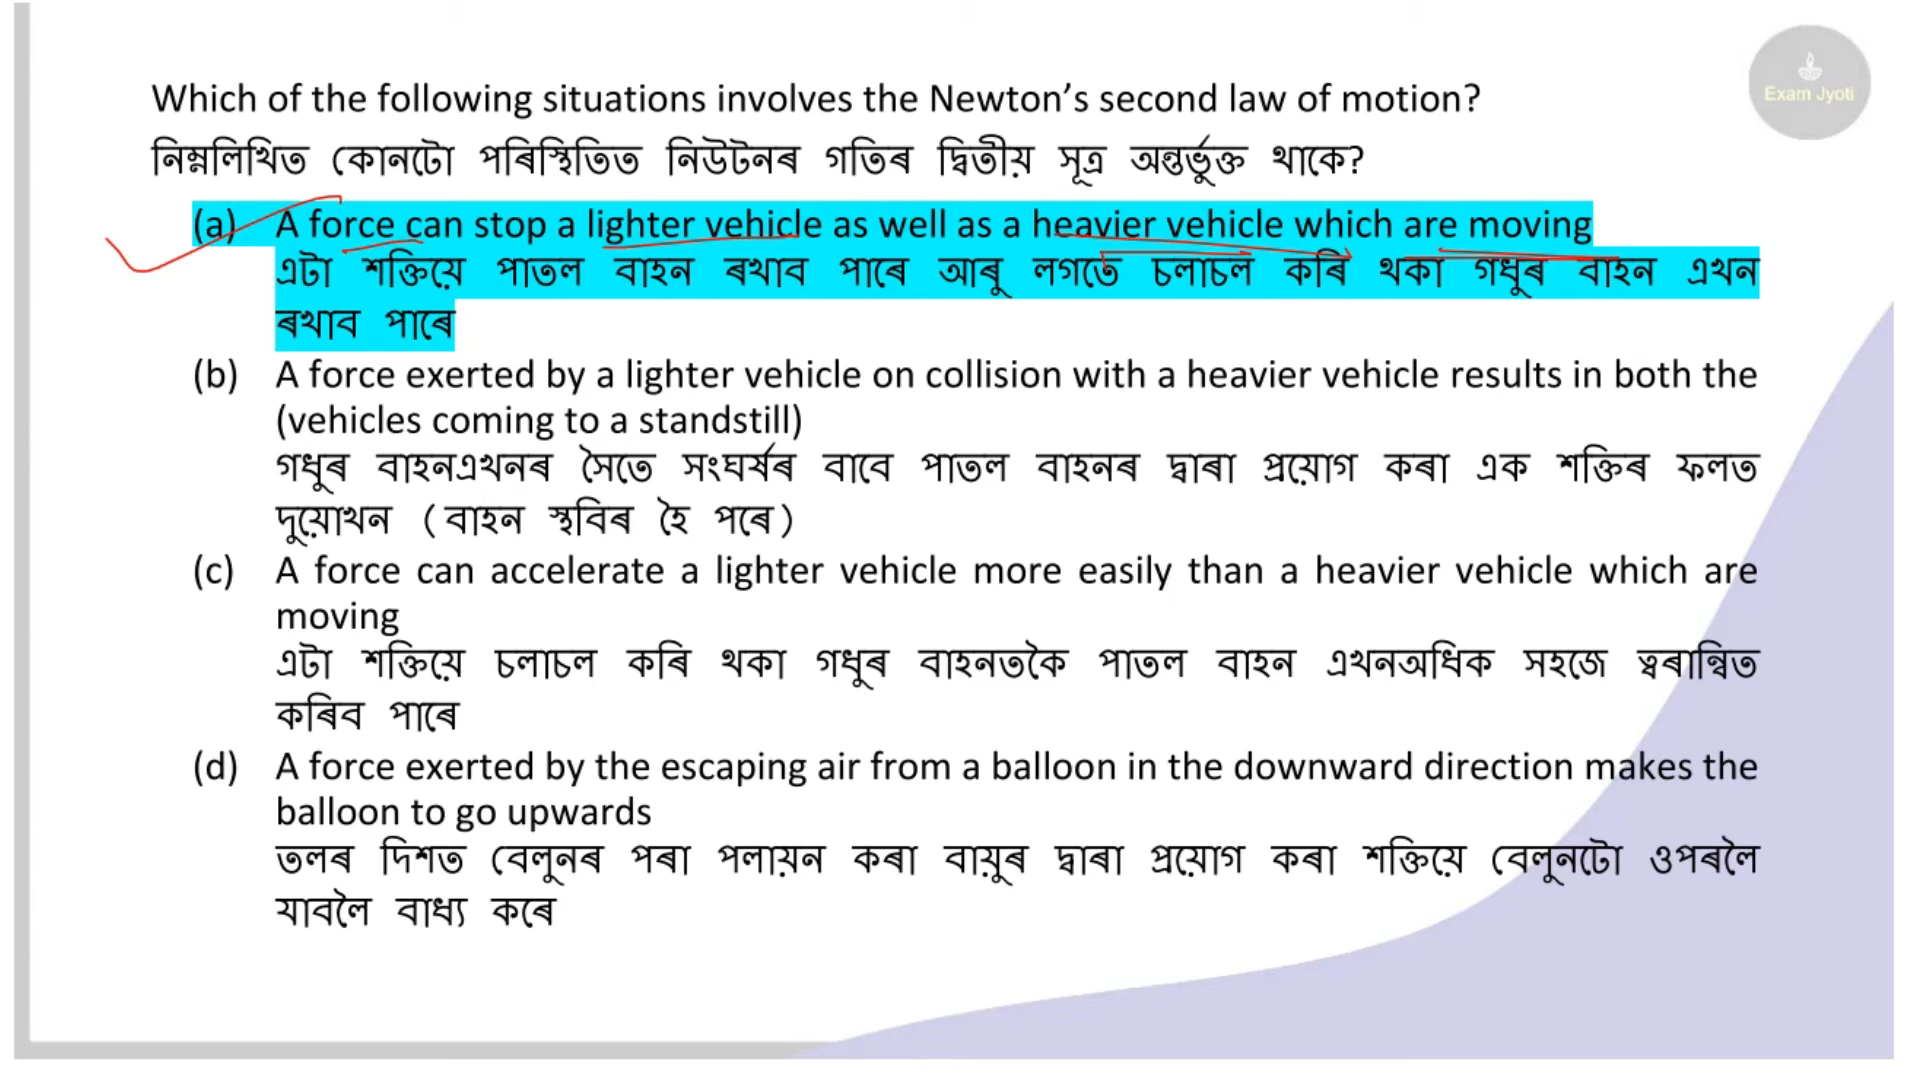 Exam Jyoti
Which of the following situations involves the Newton's second law of motion?
নিম্নলিখিত কোনটো পৰিস্থিতিত নিউটনৰ গতিৰ দ্বিতীয় সূত্ৰ অন্তৰ্ভুক্ত থাকে?
(a) A force can stop a lighter vehicle as well as a heavier vehicle which are moving
এটা শক্তিয়ে পাতল বাহন ৰখাব পাৰে আৰু লগতে চলাচল কৰি থকা গধুৰ বাহন এখন
ৰখাব পাৰে
(b) A force exerted by a lighter vehicle on collision with a heavier vehicle results in both the
(vehicles coming to a standstill)
গধুৰ বাহনএখনৰ সৈতে সংঘৰ্ষৰ বাবে পাতল বাহনৰ দ্বাৰা প্ৰয়োগ কৰা এক শক্তিৰ ফলত
দুয়োখন (বাহন স্থবিৰ হৈ পৰে)
(c) A force can accelerate a lighter vehicle more easily than a heavier vehicle which are
moving
এটা শক্তিয়ে চলাচল কৰি থকা গধুৰ বাহনতকৈ পাতল বাহন এখনঅধিক সহজে ত্বৰান্বিত
কৰিব পাৰে
(d) A force exerted by the escaping air from a balloon in the downward direction makes the
balloon to go upwards
তলৰ দিশত বেলুনৰ পৰা পলায়ন কৰা বায়ুৰ দ্বাৰা প্ৰয়োগ কৰা শক্তিয়ে বেলুনটো ওপৰলৈ
যাবলৈ বাধ্য কৰে